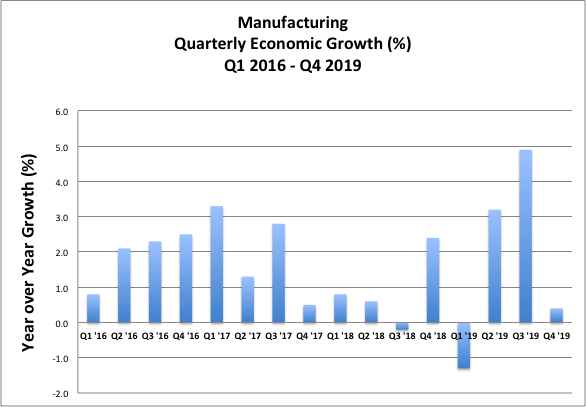 Manufacturing
Quarterly Economic Growth (%)
Q1 2016 - Q4 2019
Year over Year Growth (%)
6.0
5.0
4.0
3.0
2.0
1.0
0.0
-1.0
-2.0
Q1 '16 Q2 '16 Q3 '16 Q4 '16 Q1 '17 Q2 '17 Q3 '17 Q4 '17 Q1 '18 Q2 '18 Q3 '18 Q4 '18 Q1 '19 Q2 '19 Q3 '19 Q4 '19